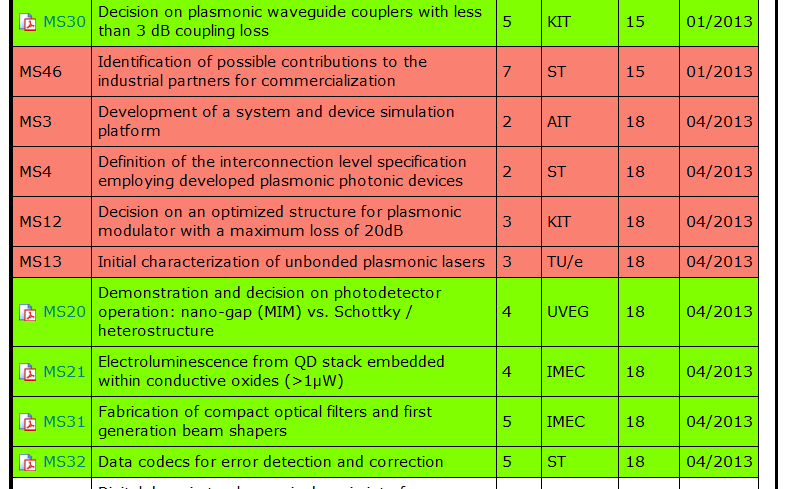 MS30 Decision on plasmonic waveguide couplers with less 5 KIT 15 01/2013
than 3 dB coupling loss
MS46 Identification of possible contributions to the 7 ST 15 01/2013
industrial partners for commercialization
MS3 Development of a system and device simulation 2 AIT 18 04/2013
platform
MS4 Definition of the interconnection level specification 2 ST 18 04/2013
employing developed plasmonic photonic devices
MS12 Decision on an optimized structure for plasmonic 3 KIT 18 04/2013
modulator with a maximum loss of 20dB
MS13 Initial characterization of unbonded plasmonic lasers 3 TU/e 18 04/2013
Demonstration and decision on photodetector
MS20 operation: nano-gap (MIM) vs. Schottky / 4 UVEG 18 04/2013
heterostructure
MS21 Electroluminescence from QD stack embedded 4 IMEC 18 04/2013
within conductive oxides (>1µW)
MS31 Fabrication of compact optical filters and first 5 IMEC 18 04/2013
generation beam shapers
MS32 Data codecs for error detection and correction 5 ST 18 04/2013